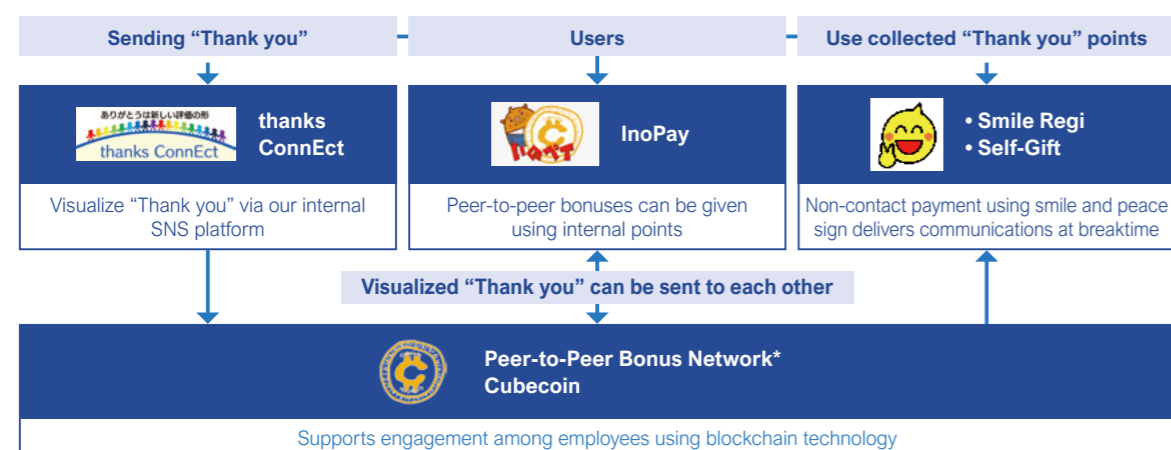 Sending “Thank you”
Users
Use collected “Thank you” points
ありがとうは新しい評価の形
thanks ConnEct
thanks
ConnEct
イノペイ
InoPay
• Smile Regi
• Self-Gift
Visualize “Thank you” via our internal
SNS platform
Peer-to-peer bonuses can be given
using internal points
Non-contact payment using smile and peace
sign delivers communications at breaktime
Visualized “Thank you” can be sent to each other
Peer-to-Peer Bonus Network*
Cubecoin
Supports engagement among employees using blockchain technology